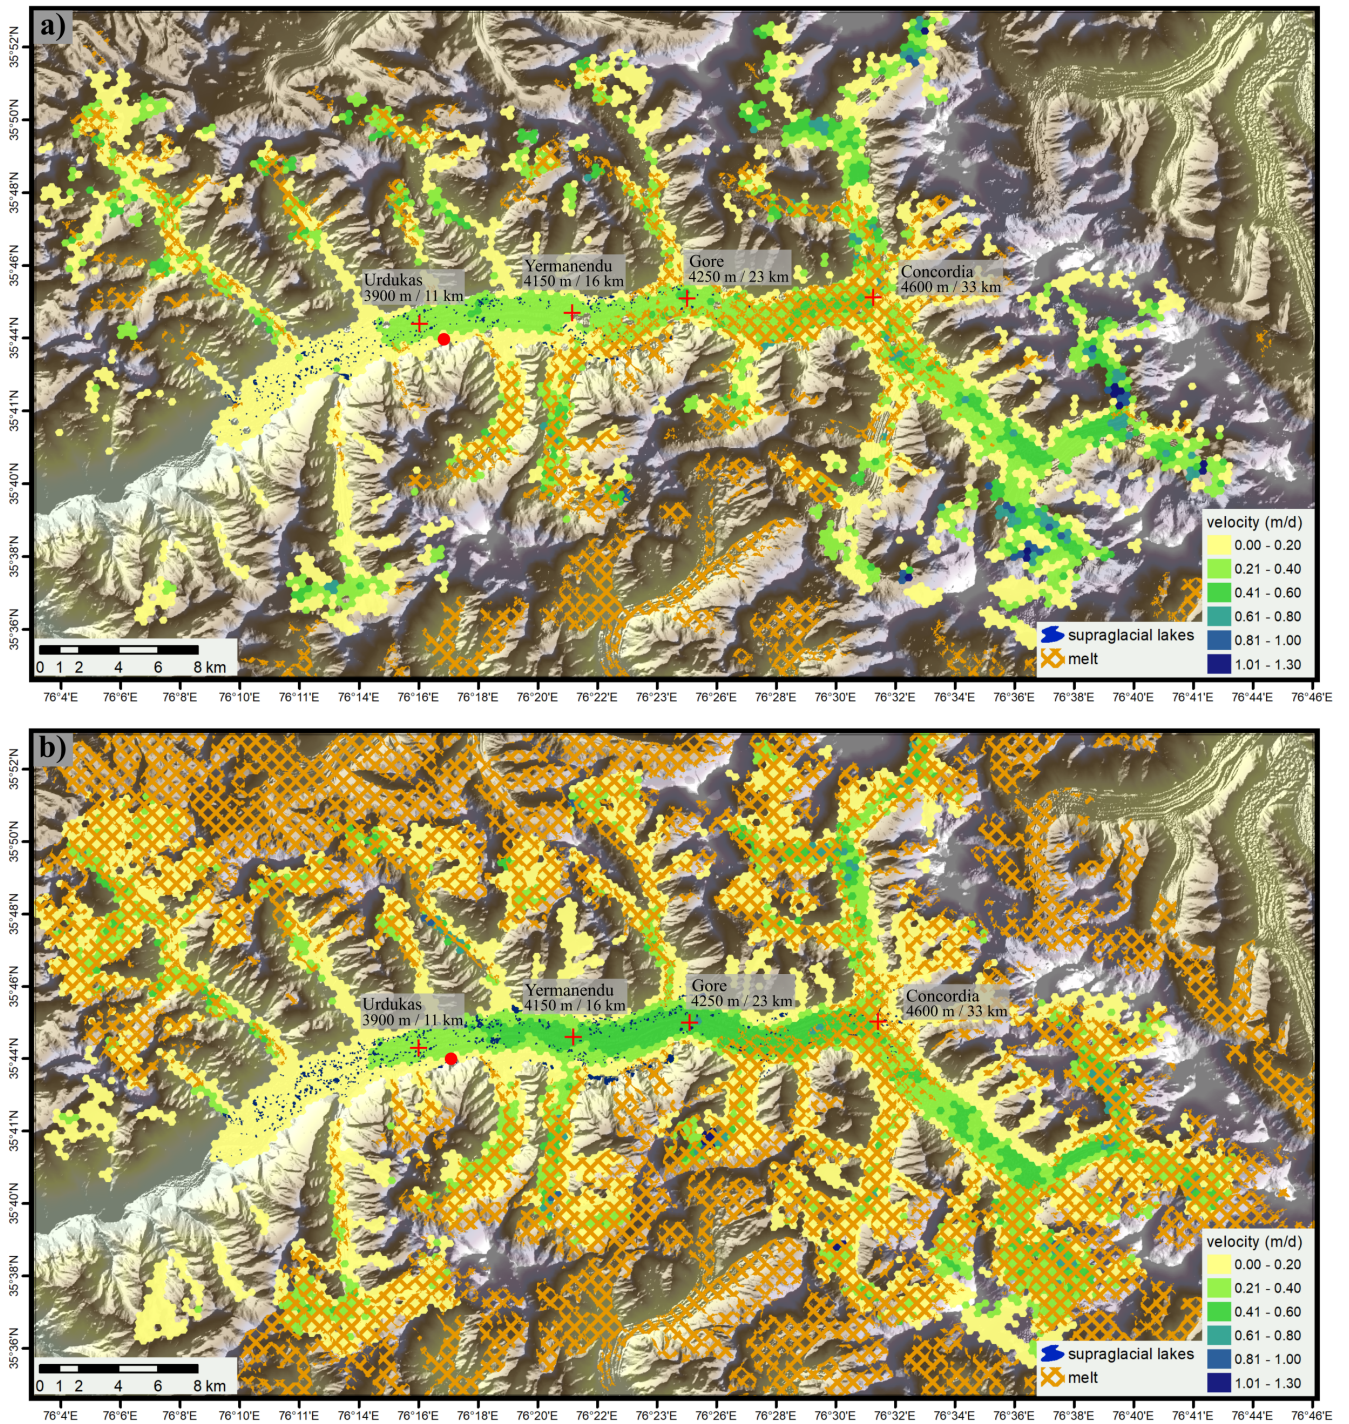 a)
35°52'N
35°50'N
35°48'N
35°46'N
35°44'N
35°41'N
35°40'N
35°38'N
35°36'N
Urdukas
3900 m / 11 km
Yermanendu
4150 m / 16 km
Gore
4250 m / 23 km
Concordia
4600 m / 33 km
velocity (m/d)
0.00 - 0.20
0.21 - 0.40
0.41 - 0.60
0.61 - 0.80
0.81 - 1.00
1.01 - 1.30
supraglacial lakes
melt
0 1 2 4 6 8 km
76°4'E 76°6'E 76°8'E 76°10'E 76°11'E 76°14'E 76°16'E 76°18'E 76°20'E 76°22'E 76°23'E 76°26'E 76°28'E 76°30'E 76°32'E 76°34'E 76°36'E 76°38'E 76°40'E 76°41'E 76°44'E 76°46'E
b)
35°52'N
35°50'N
35°48'N
35°46'N
35°44'N
35°41'N
35°40'N
35°38'N
35°36'N
Urdukas
3900 m / 11 km
Yermanendu
4150 m / 16 km
Gore
4250 m / 23 km
Concordia
4600 m / 33 km
velocity (m/d)
0.00 - 0.20
0.21 - 0.40
0.41 - 0.60
0.61 - 0.80
0.81 - 1.00
1.01 - 1.30
supraglacial lakes
melt
0 1 2 4 6 8 km
76°4'E 76°6'E 76°8'E 76°10'E 76°11'E 76°14'E 76°16'E 76°18'E 76°20'E 76°22'E 76°23'E 76°26'E 76°28'E 76°30'E 76°32'E 76°34'E 76°36'E 76°38'E 76°40'E 76°41'E 76°44'E 76°46'E